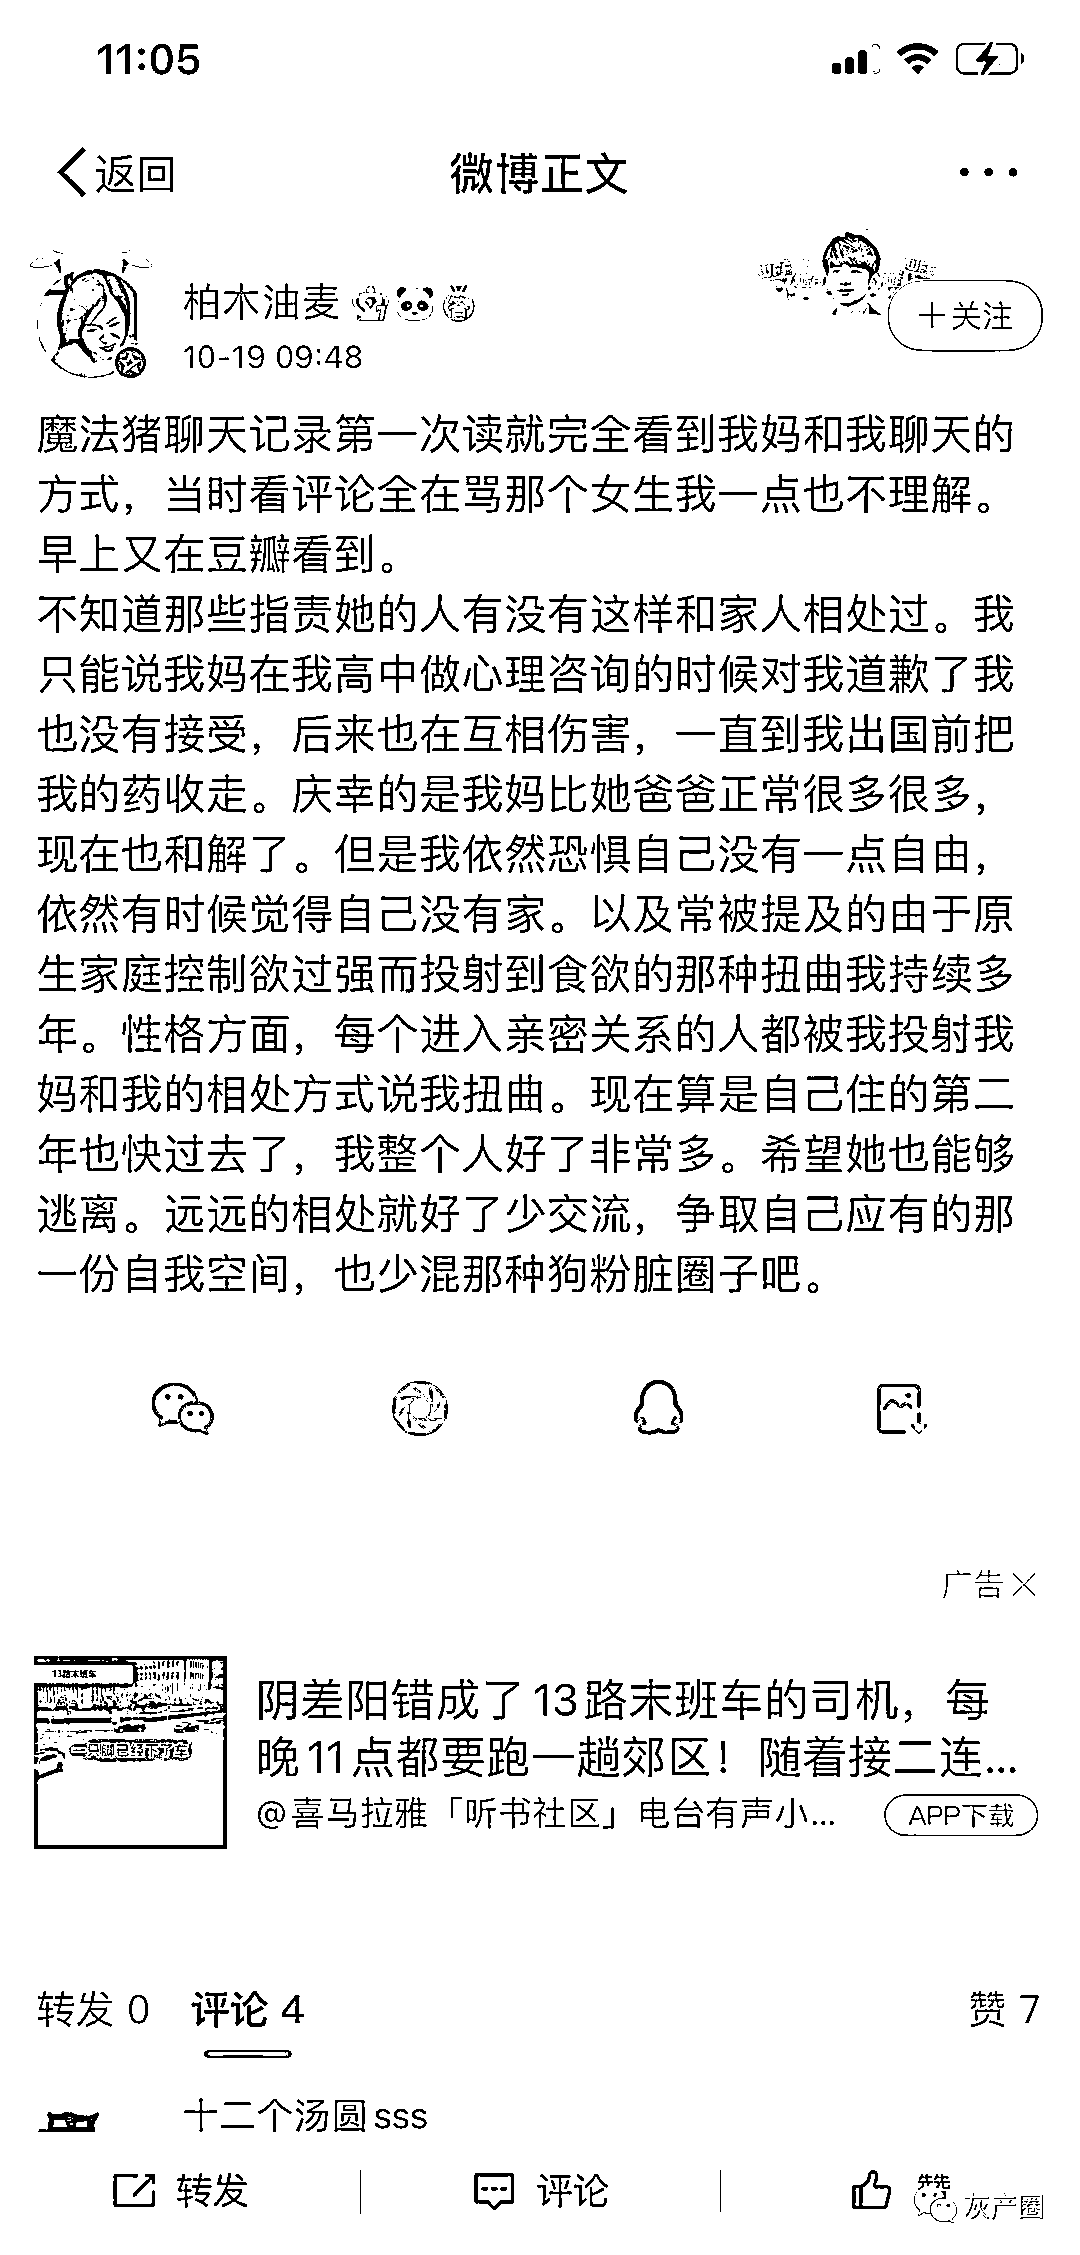 11:05
返回
微博正文
柏木油麦
+关注
10-19 09:48
魔法猪聊天记录第一次读就完全看到我妈和我聊天的
方式，当时看评论全在骂那个女生我一点也不理解。
早上又在豆瓣看到。
不知道那些指责她的人有没有这样和家人相处过。我
只能说我妈在我高中做心理咨询的时候对我道歉了我
也没有接受，后来也在互相伤害，一直到我出国前把
我的药收走。庆幸的是我妈比她爸爸正常很多很多，
现在也和解了。但是我依然恐惧自己没有一点自由，
依然有时候觉得自己没有家。以及常被提及的由于原
生家庭控制欲过强而投射到食欲的那种扭曲我持续多
年。性格方面，每个进入亲密关系的人都被我投射我
妈和我的相处方式说我扭曲。现在算是自己住的第二
年也快过去了，我整个人好了非常多。希望她也能够
逃离。远远的相处就好了少交流，争取自己应有的那
一份自我空间，也少混那种狗粉脏圈子吧。
广告
13路末班车
一只脚已经下了车
阴差阳错成了13路末班车的司机，每
晚11点都要跑一趟郊区！随着接二连...
@喜马拉雅「听书社区」电台有声小...
APP下载
转发 0
评论 4
赞 7
十二个汤圆sss
转发
评论
赞
灰产圈